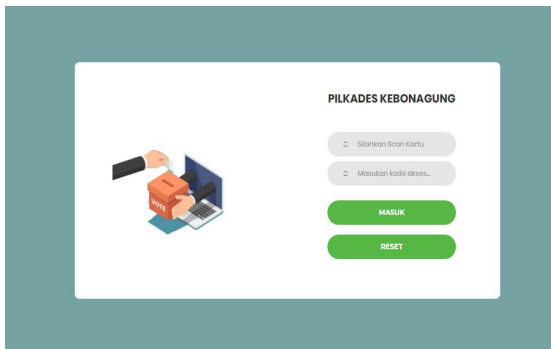 PILKADES KEBONAGUNG
Silahkan Scan Kartu
Masukan kode akses...
VOTE
MASUK
RESET